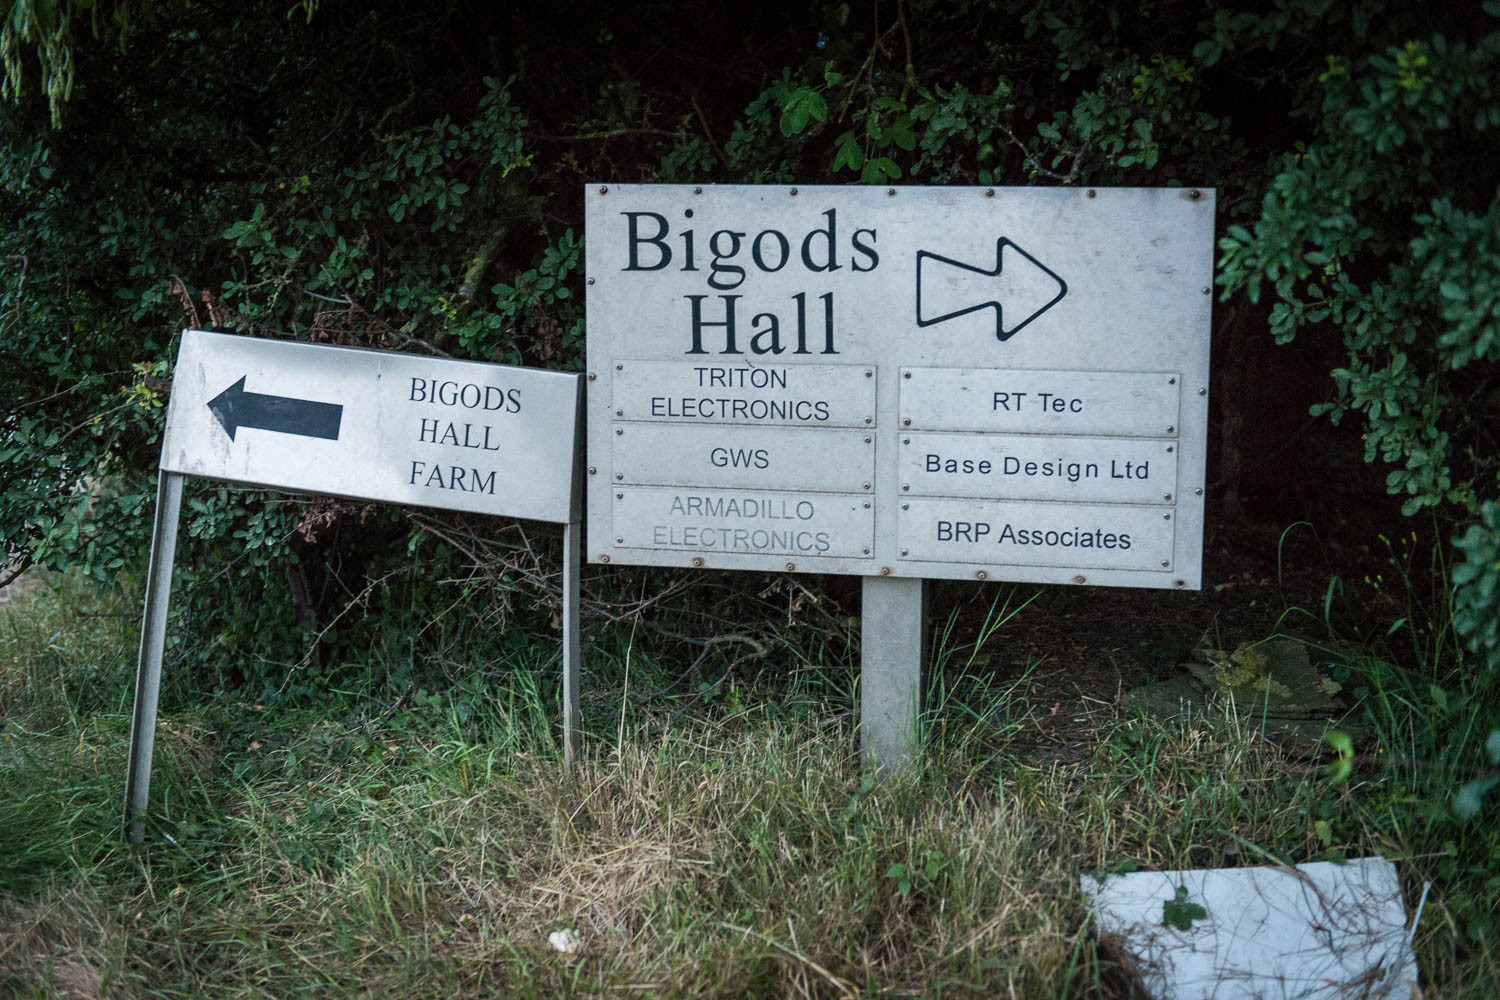 BIGODS
HALL
FARM
Bigods
Hall
TRITON
ELECTRONICS
GWS
ARMADILLO
ELECTRONICS
RT Tec
Base Design Ltd
BRP Associates